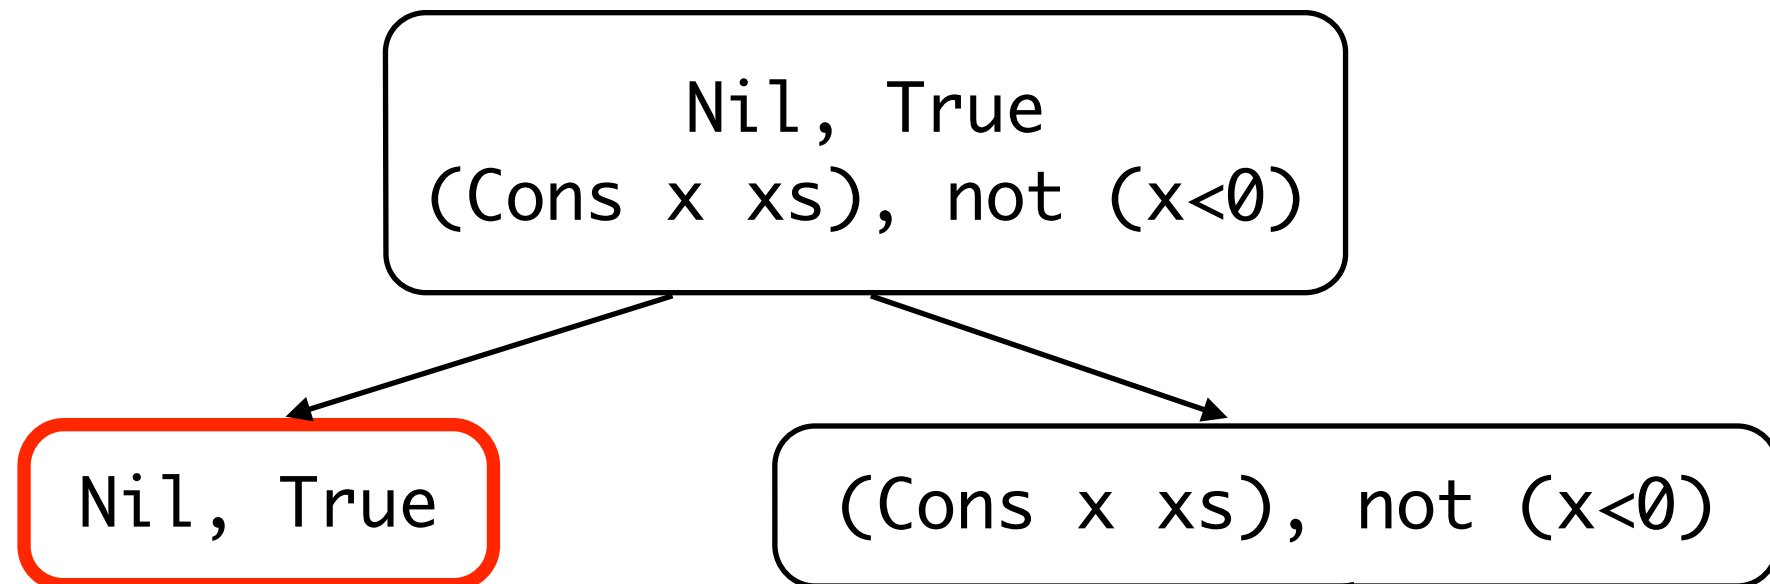 Nil, True
(Cons x xs), not (x<0)
Nil, True
(Cons x xs), not (x<0)